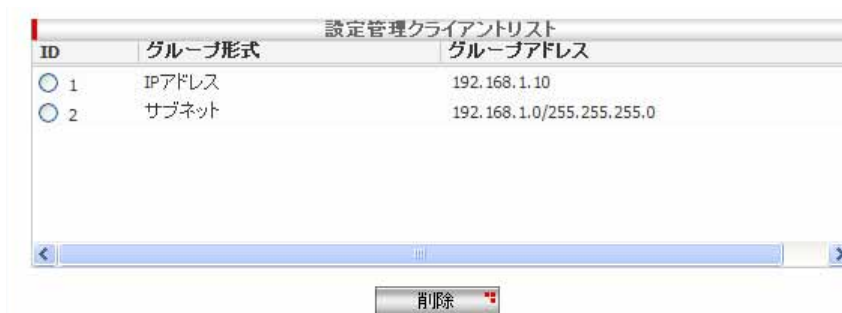 設定管理クライアントリスト
ID グループ形式 グループアドレス
1 IPアドレス 192.168.1.10
2 サブネット 192.168.1.0/255.255.255.0
削除